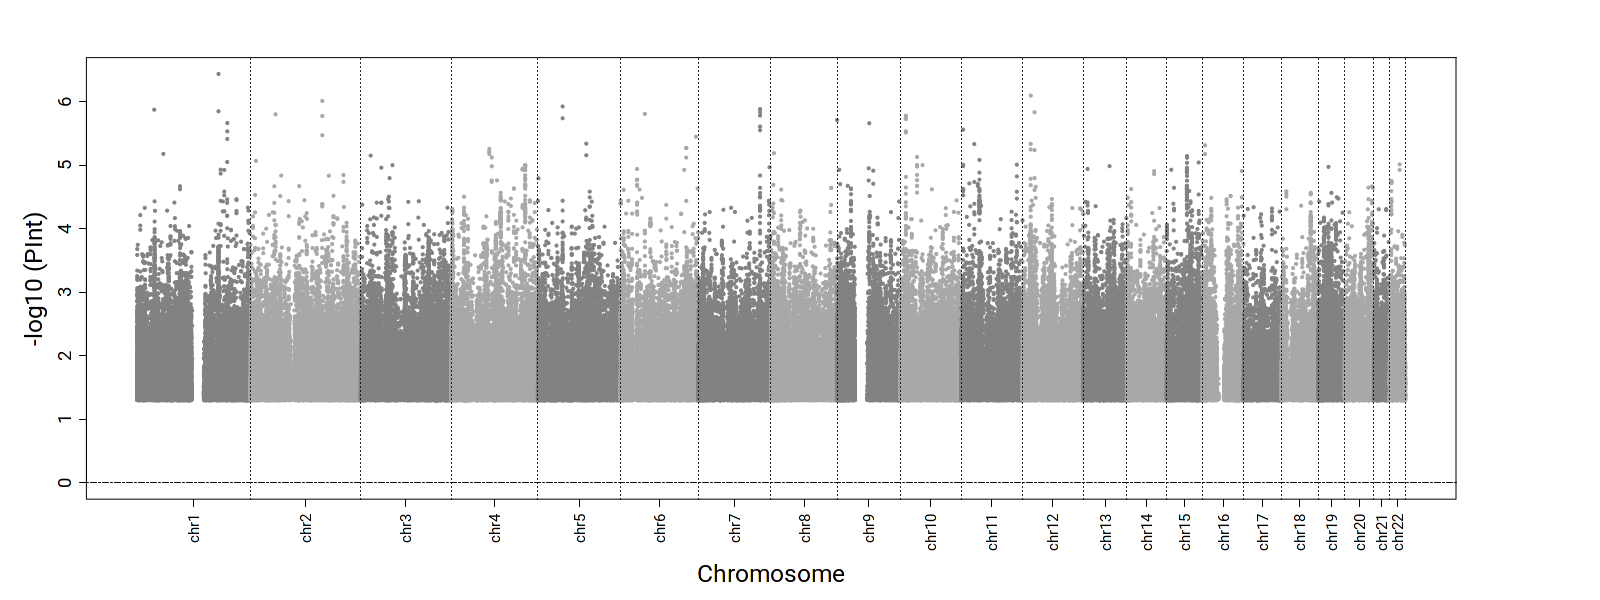 -log10 (PInt)
6
5
4
3
2
1
0
chr1
chr2
chr3
chr4
chr5
chr6
chr7
chr8
chr9
chr10
chr11
chr12
chr13
chr14
chr15
chr16
chr17
chr18
chr19
chr20
chr21
chr22
Chromosome